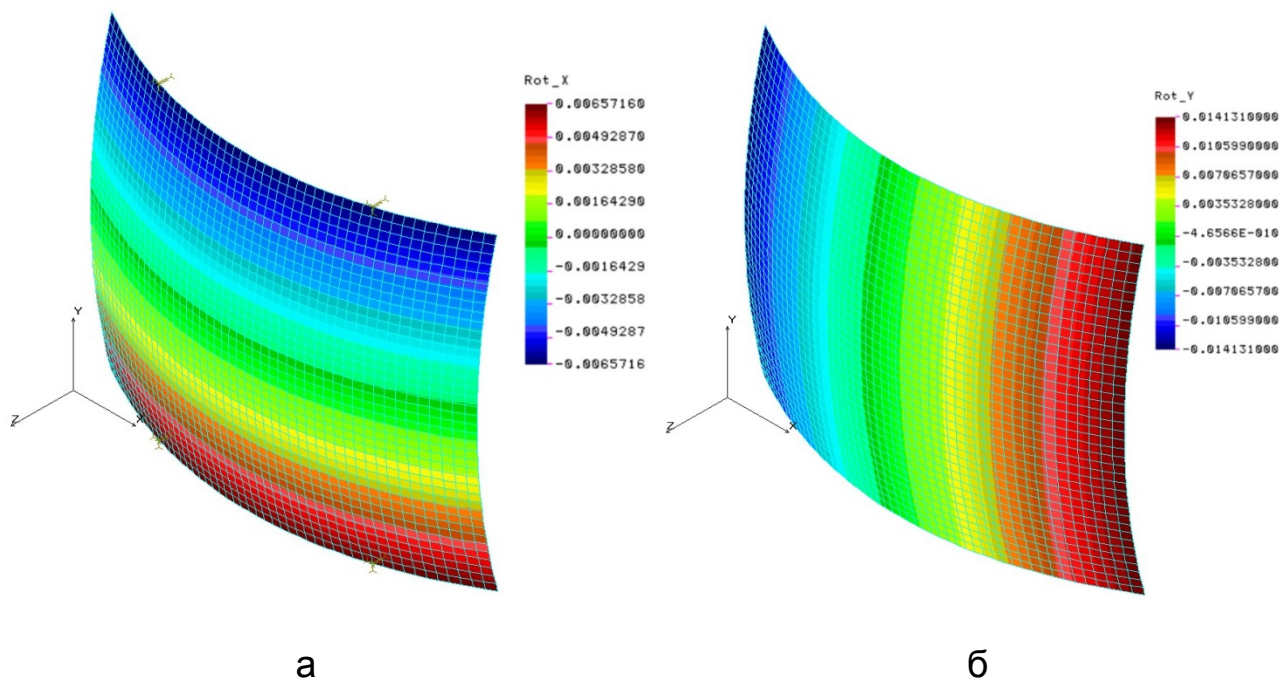 Rot_X
0.00657160
0.00492870
0.00328580
0.00164290
0.00000000
-0.0016429
-0.0032858
-0.0049287
-0.0065716
Y
Z
X
Rot_Y
0.0141310000
0.0105990000
0.0070657000
0.0035328000
-4.6566E-010
-0.003532800
-0.007065700
-0.010599000
-0.014131000
Y
Z
X
а
б